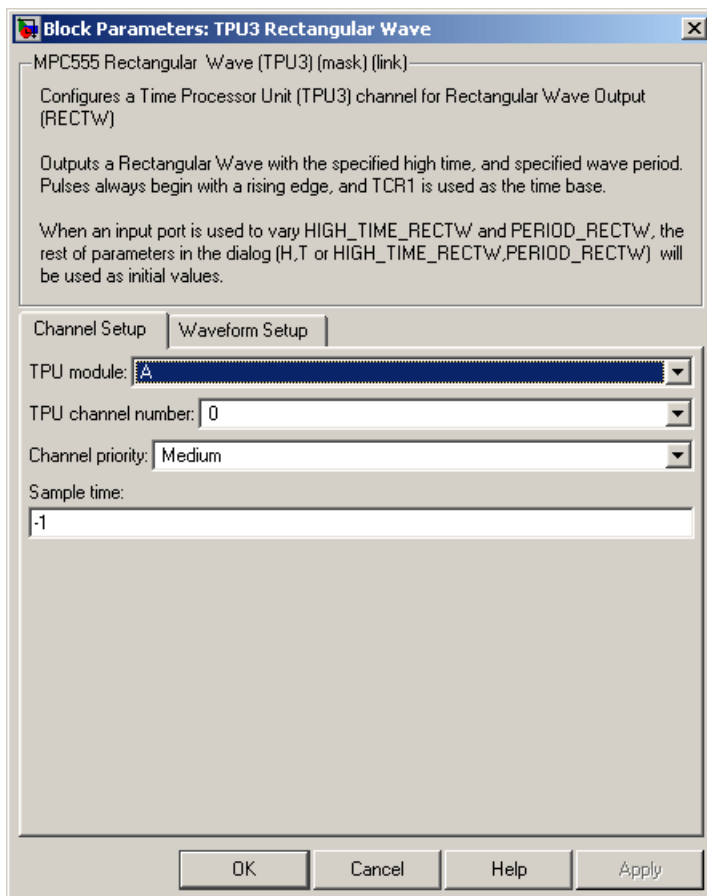 Block Parameters: TPU3 Rectangular Wave
MPC555 Rectangular Wave (TPU3) (mask) (link)
Configures a Time Processor Unit (TPU3) channel for Rectangular Wave Output
(RECTW)
Outputs a Rectangular Wave with the specified high time, and specified wave period.
Pulses always begin with a rising edge, and TCR1 is used as the time base.
When an input port is used to vary HIGH_TIME_RECTW and PERIOD_RECTW, the
rest of parameters in the dialog (H,T or HIGH_TIME_RECTW,PERIOD_RECTW) will
be used as initial values.
Channel Setup Waveform Setup
TPU module: A
TPU channel number: 0
Channel priority: Medium
Sample time:
-1
OK Cancel Help Apply